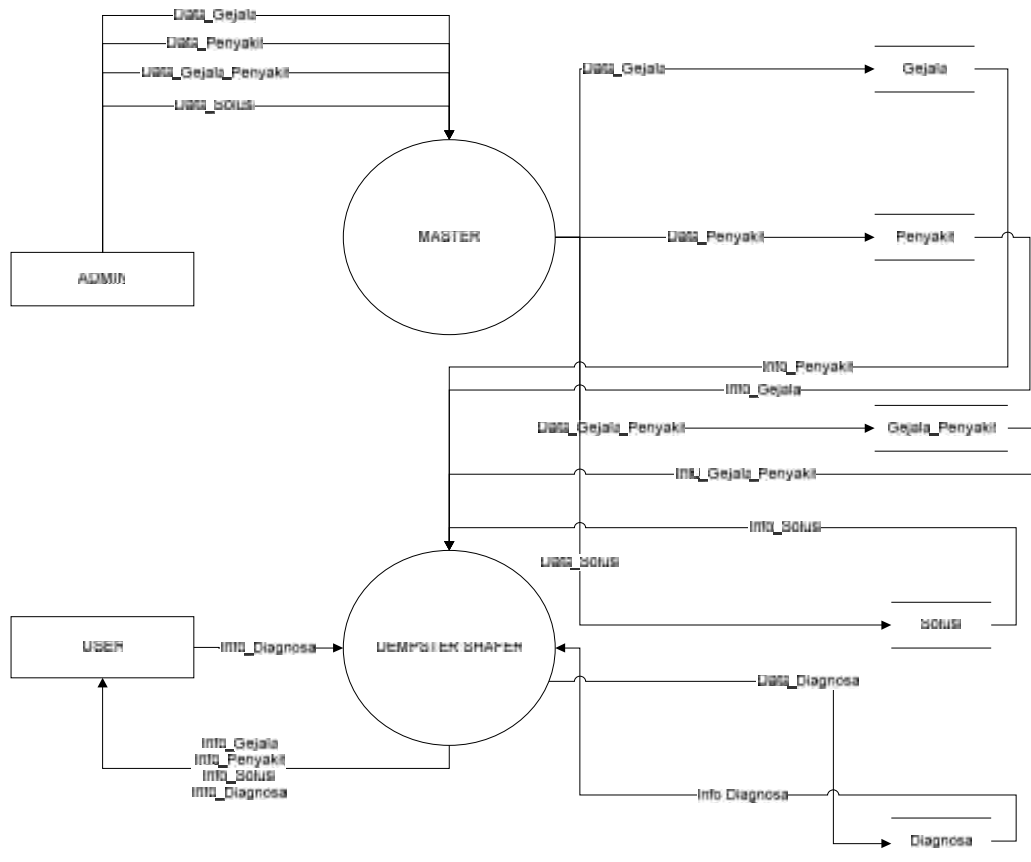 Data_Gejala
Data_Penyakit
Data_Gejala_Penyakit
Data_Solusi
Data_Gejala
Gejala
MASTER
Data_Penyakit
Penyakit
ADMIN
Info_Penyakit
Info_Gejala
Data_Gejala_Penyakit
Gejala_Penyakit
Info_Gejala_Penyakit
Info_Solusi
Data_Solusi
Solusi
USER
Info_Diagnosa
DEMPSTER SHAFER
Data_Diagnosa
Info_Gejala
Info_Penyakit
Info_Solusi
Info_Diagnosa
Info Diagnosa
Diagnosa